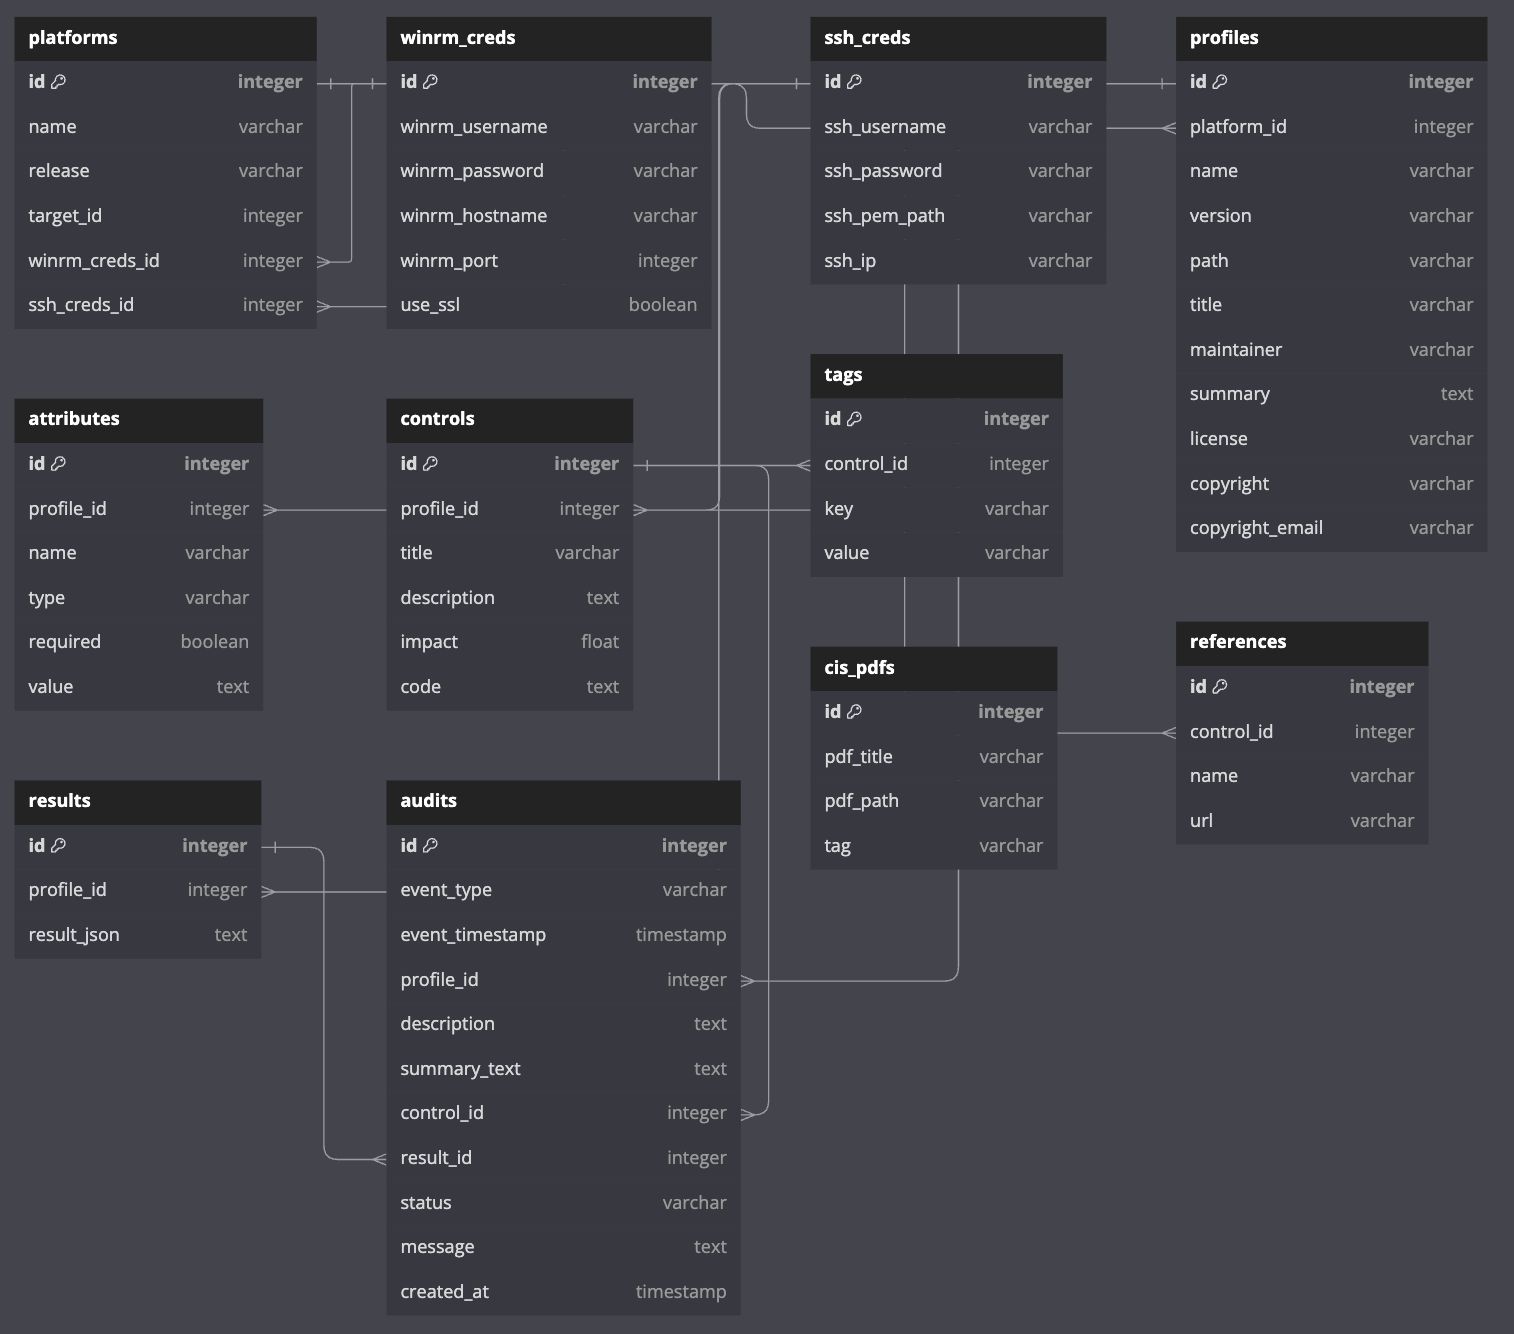 platforms
id integer
name varchar
release varchar
target_id integer
winrm_creds_id integer
ssh_creds_id integer
winrm_creds
id integer
winrm_username varchar
winrm_password varchar
winrm_hostname varchar
winrm_port integer
use_ssl boolean
ssh_creds
id integer
ssh_username varchar
ssh_password varchar
ssh_pem_path varchar
ssh_ip varchar
profiles
id integer
platform_id integer
name varchar
version varchar
path varchar
title varchar
maintainer varchar
summary text
license varchar
copyright varchar
copyright_email varchar
attributes
id integer
profile_id integer
name varchar
type varchar
required boolean
value text
controls
id integer
profile_id integer
title varchar
description text
impact float
code text
tags
id integer
control_id integer
key varchar
value varchar
cis_pdfs
id integer
pdf_title varchar
pdf_path varchar
tag varchar
references
id integer
control_id integer
name varchar
url varchar
results
id integer
profile_id integer
result_json text
audits
id integer
event_type varchar
event_timestamp timestamp
profile_id integer
description text
summary_text text
control_id integer
result_id integer
status varchar
message text
created_at timestamp